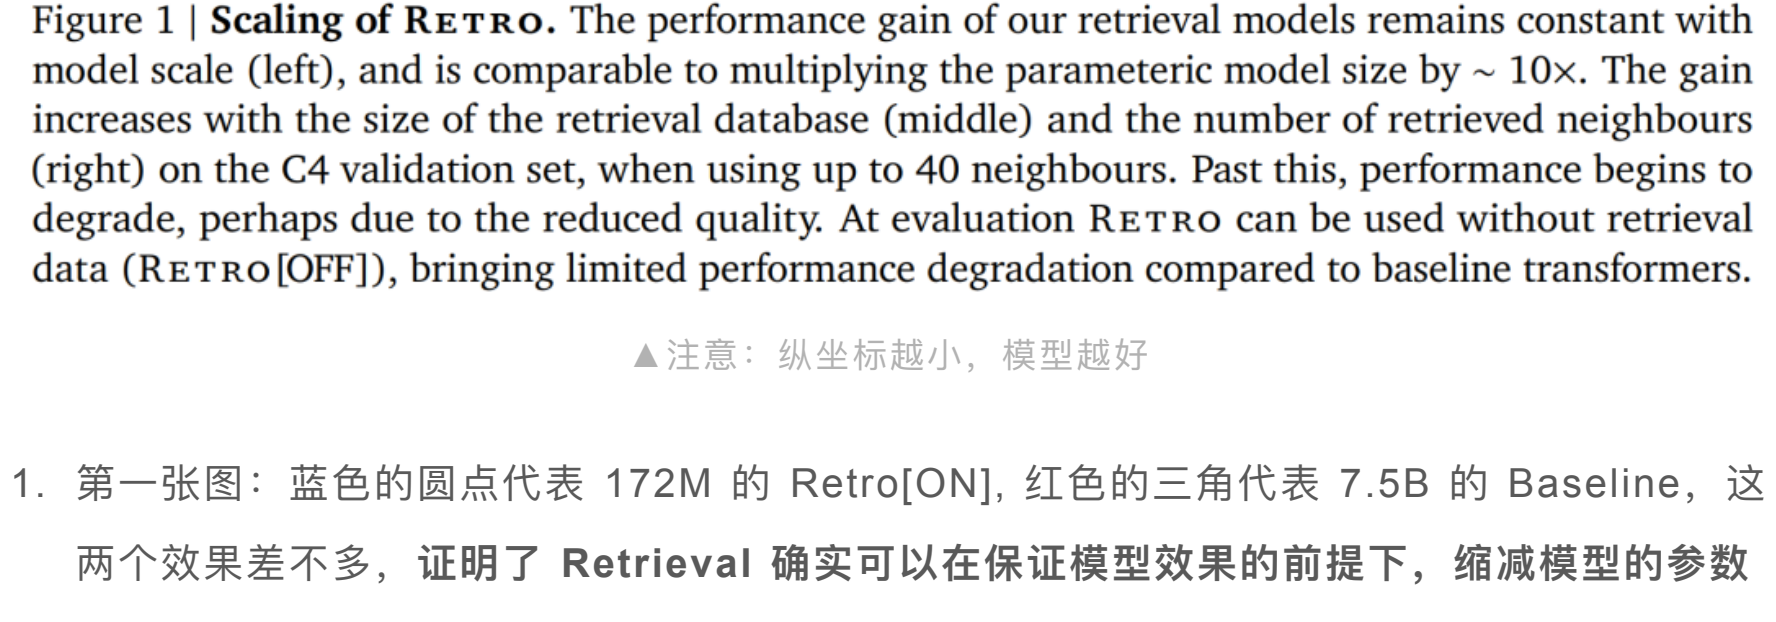 Figure 1 | Scaling of RETRO. The performance gain of our retrieval models remains constant with
model scale (left), and is comparable to multiplying the parameteric model size by ~ 10×. The gain
increases with the size of the retrieval database (middle) and the number of retrieved neighbours
(right) on the C4 validation set, when using up to 40 neighbours. Past this, performance begins to
degrade, perhaps due to the reduced quality. At evaluation RETRO can be used without retrieval
data (RETRO[OFF]), bringing limited performance degradation compared to baseline transformers.
▲注意：纵坐标越小，模型越好
1. 第一张图：蓝色的圆点代表 172M 的 Retro[ON], 红色的三角代表 7.5B 的 Baseline，这
两个效果差不多，证明了 Retrieval 确实可以在保证模型效果的前提下，缩减模型的参数